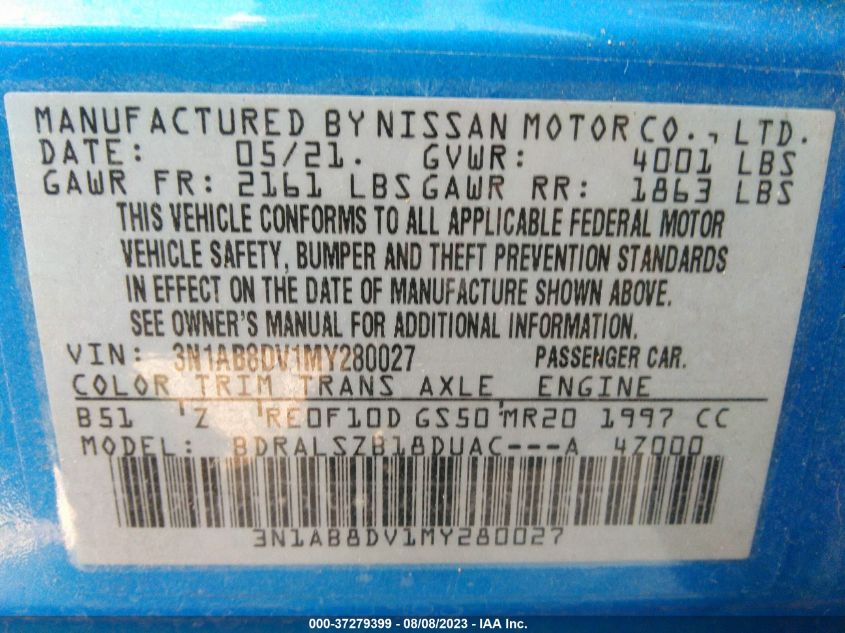 MANUFACTURED BY NISSAN MOTOR CO., LTD.
DATE: 05/21. GVWR: 4001 LBS
GAWR FR: 2161 LBS GAWR RR: 1863 LBS
THIS VEHICLE CONFORMS TO ALL APPLICABLE FEDERAL MOTOR
VEHICLE SAFETY, BUMPER AND THEFT PREVENTION STANDARDS
IN EFFECT ON THE DATE OF MANUFACTURE SHOWN ABOVE.
SEE OWNER'S MANUAL FOR ADDITIONAL INFORMATION.
VIN: 3N1AB8DV1MY280027 PASSENGER CAR.
COLOR TRIM TRANS AXLE ENGINE
B51 'Z 'RE0F10D GS50'MR20 1997 CC
MODEL: BDRALSZB18DUAC---A 4Z000
3N1AB8DV1MY280027
000-37279399 - 08/08/2023 - IAA Inc.